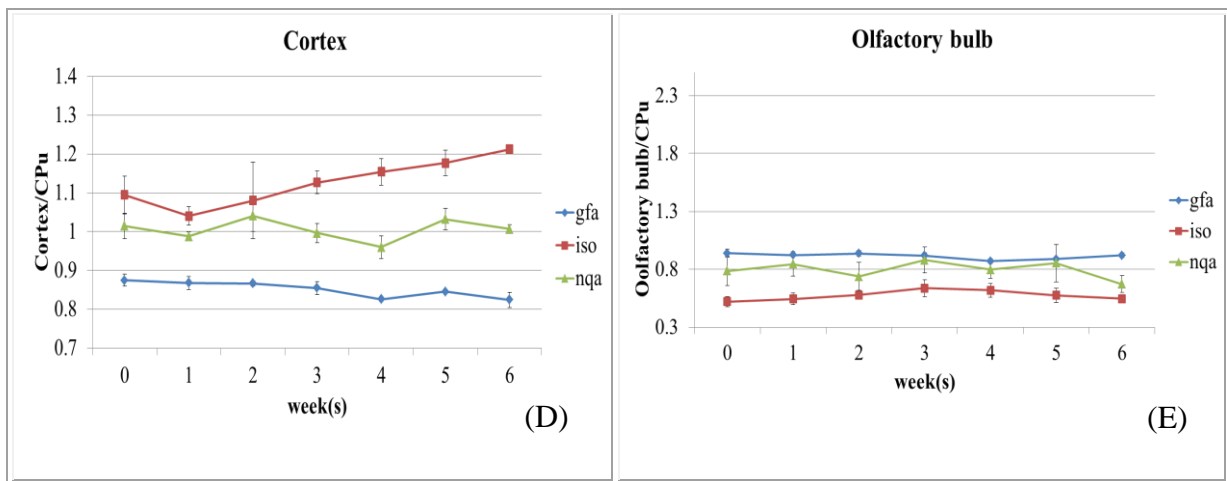 Cortex
1.4
1.3
1.2
1.1
1
0.9
0.8
0.7
Cortex/CPu
0 1 2 3 4 5 6
week(s)
gfa
iso
nqa
(D)
Olfactory bulb
2.3
1.8
1.3
0.8
0.3
Oolfactory bulb/CPu
0 1 2 3 4 5 6
week(s)
gfa
iso
nqa
(E)